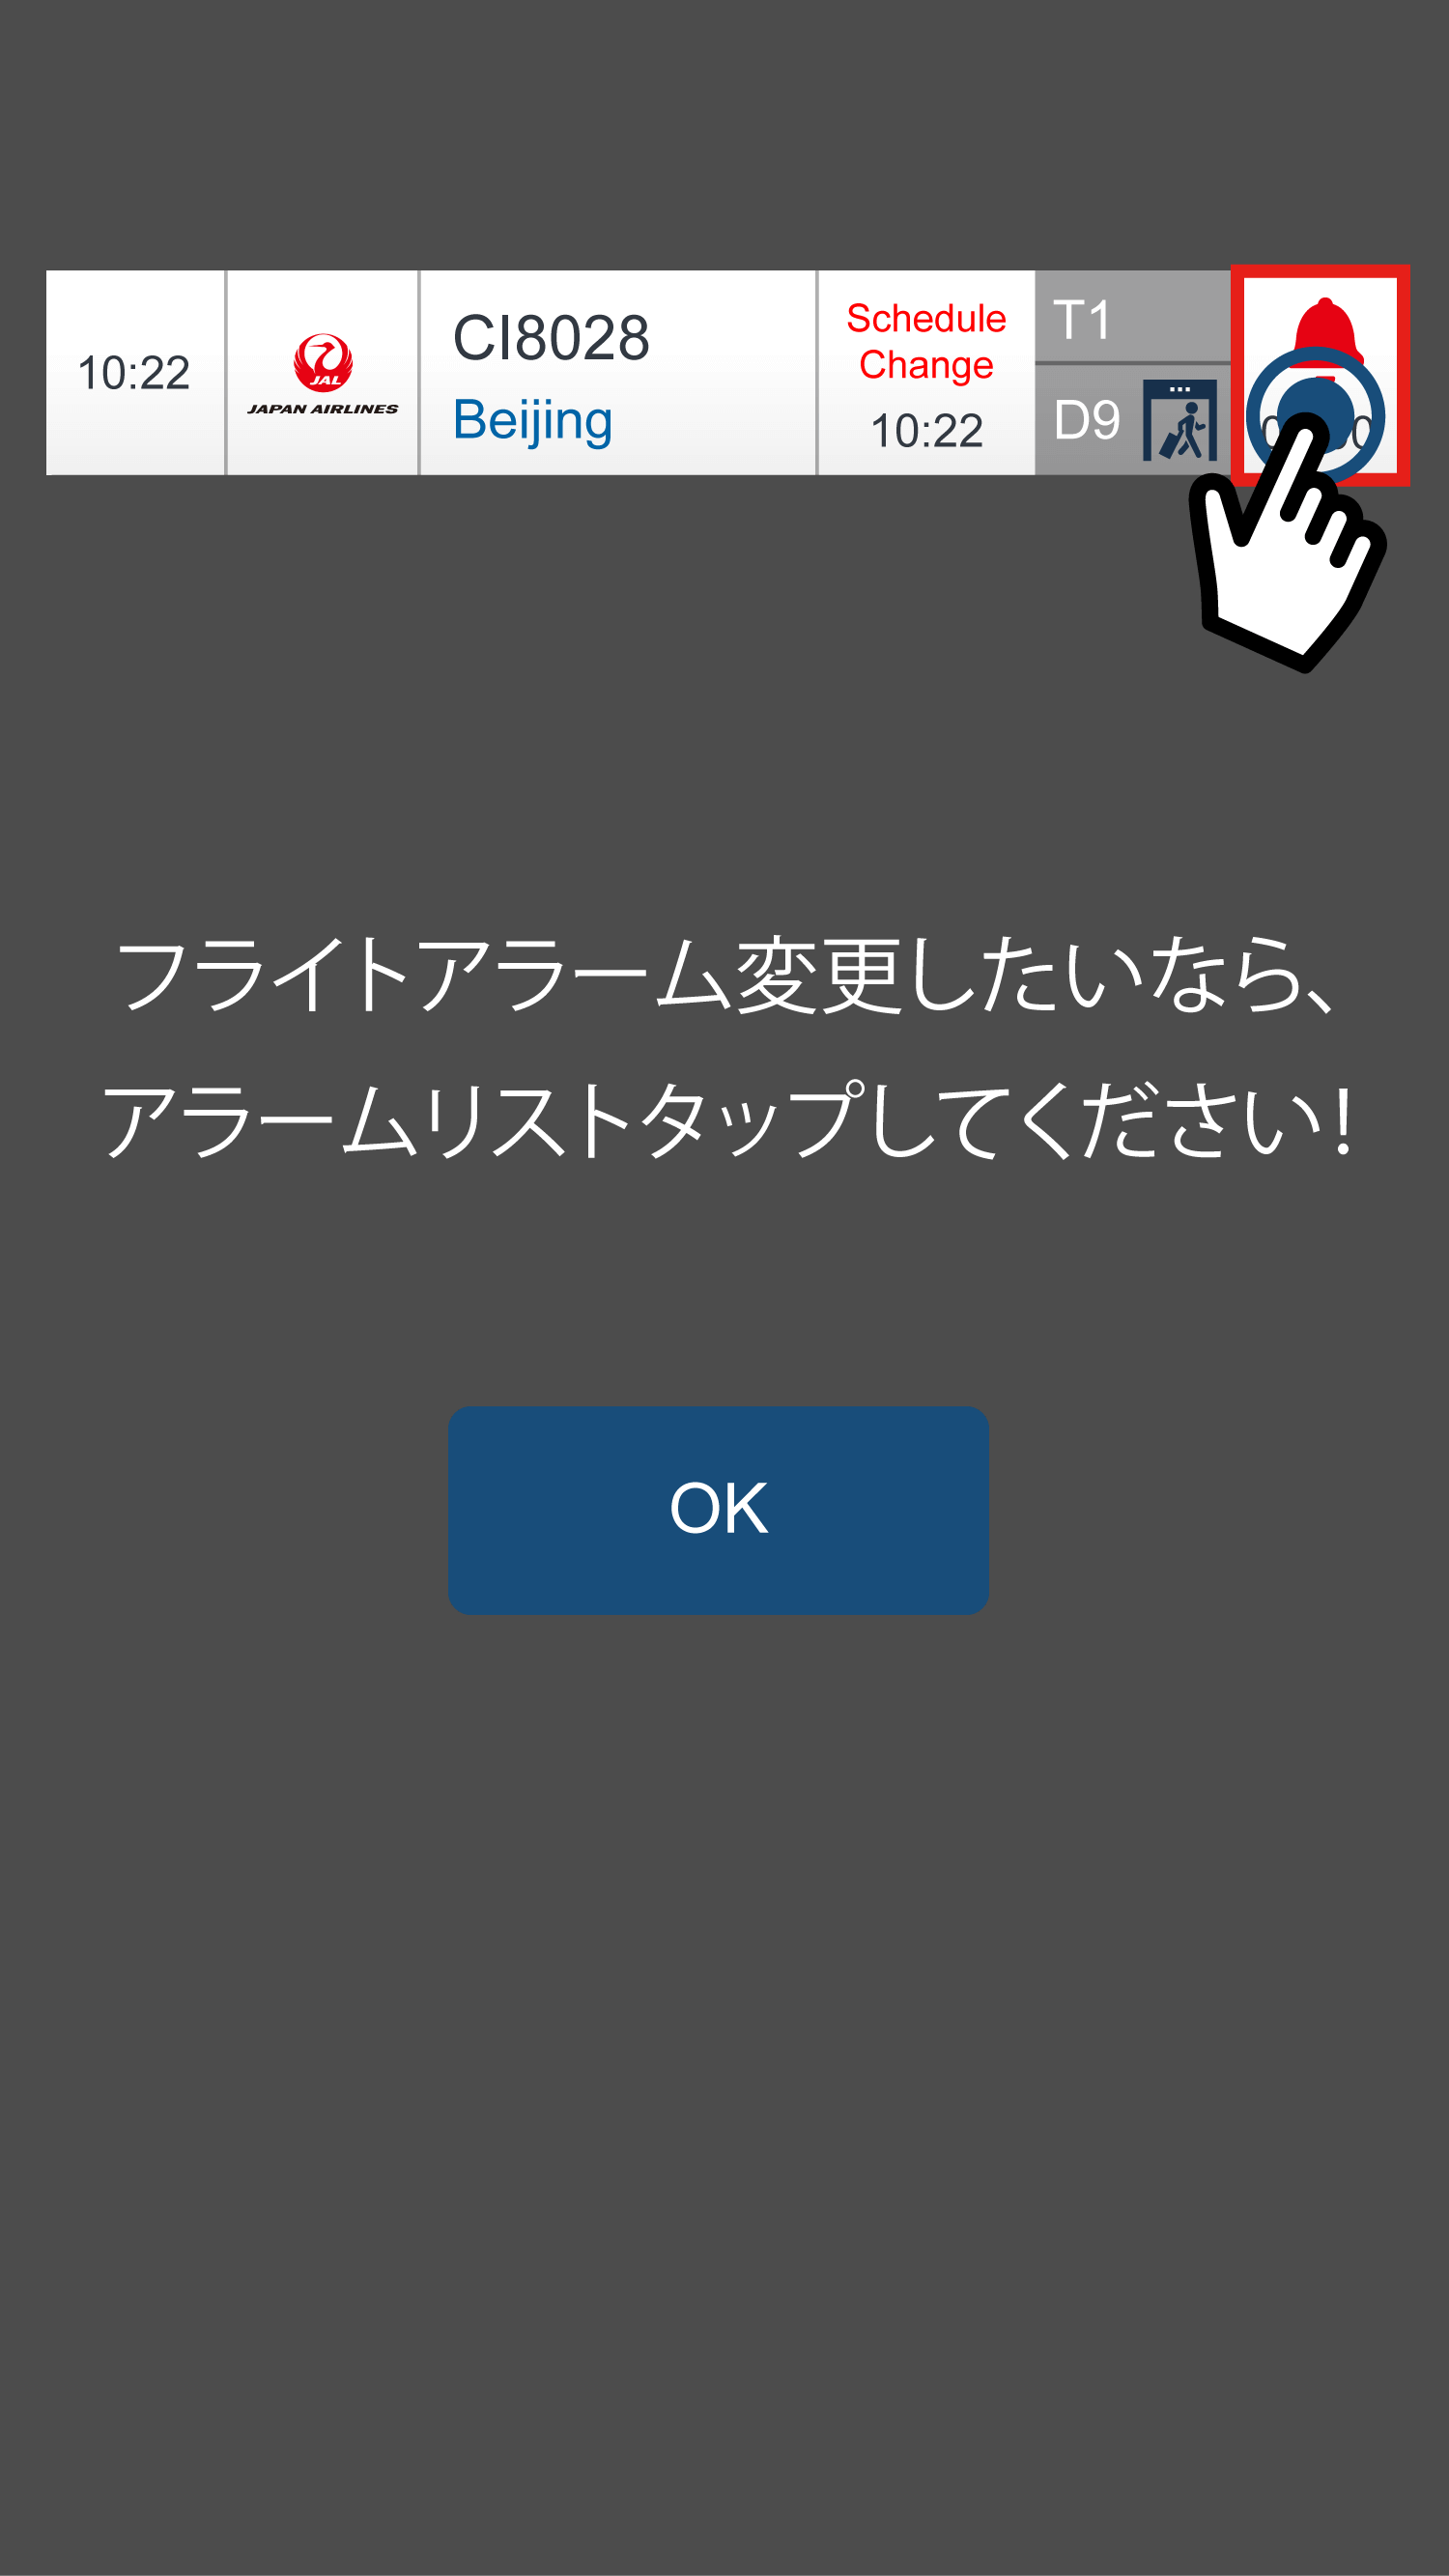 10:22
JAL
JAPAN AIRLINES
CI8028
Beijing
Schedule
Change
10:22
T1
D9
フライトアラーム変更したいなら、
アラームリストタップしてください!
OK